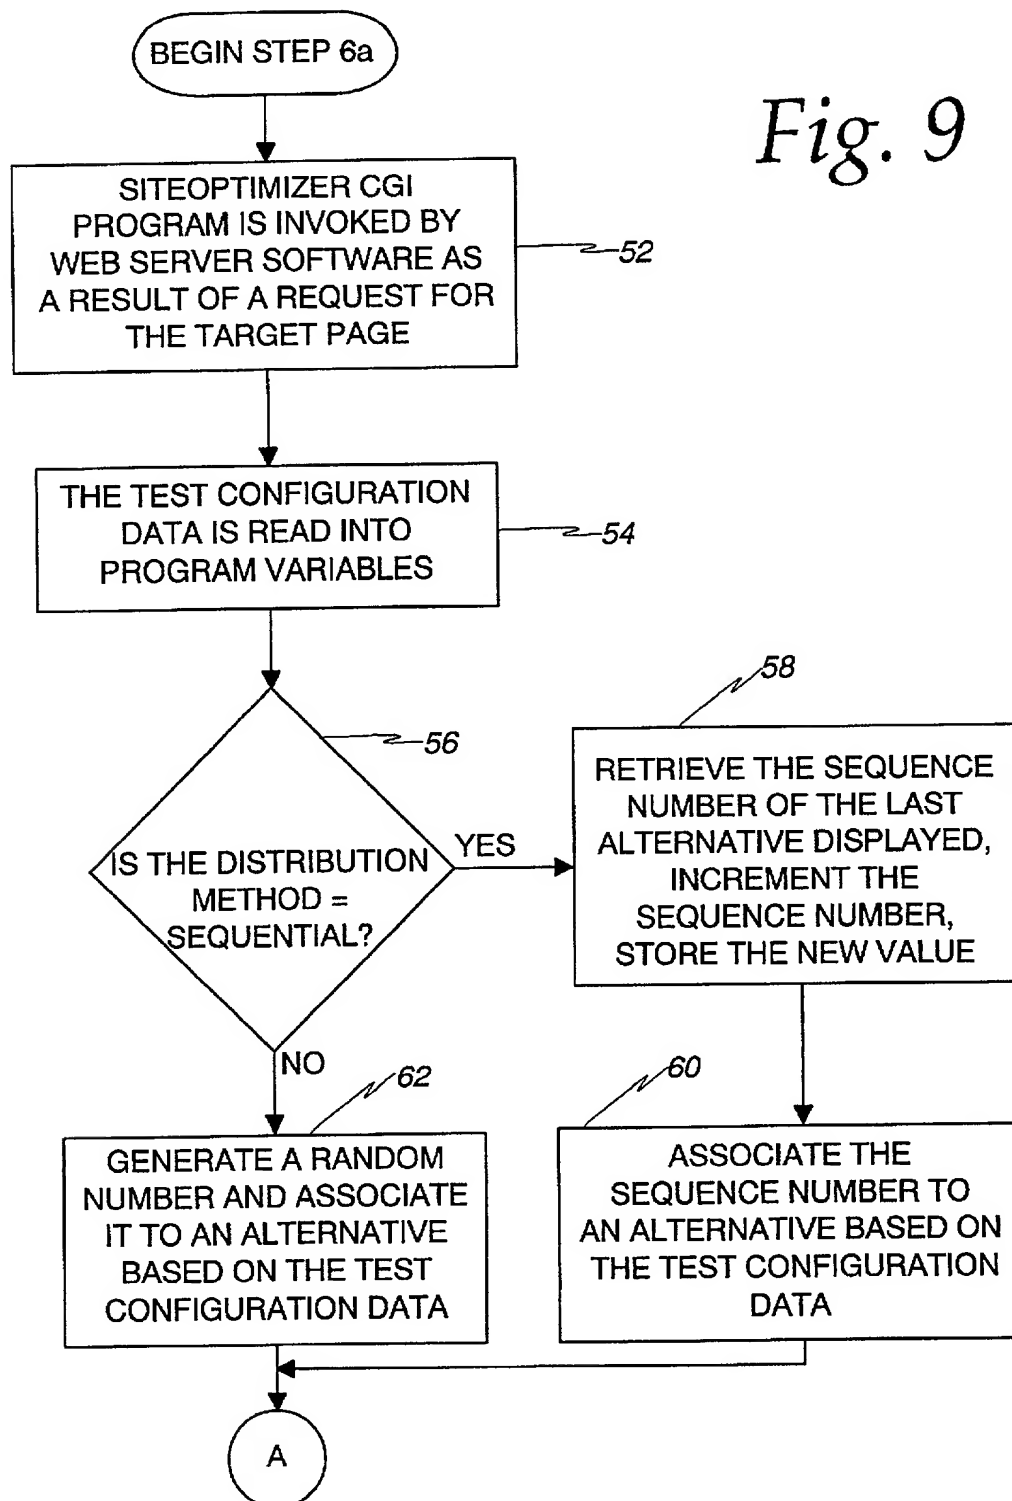 BEGIN STEP 6a
Fig. 9
SITEOPTIMIZER CGI
PROGRAM IS INVOKED BY
WEB SERVER SOFTWARE AS
A RESULT OF A REQUEST FOR
THE TARGET PAGE
52
THE TEST CONFIGURATION
DATA IS READ INTO
PROGRAM VARIABLES
54
56
IS THE DISTRIBUTION
METHOD =
SEQUENTIAL?
YES
58
RETRIEVE THE SEQUENCE
NUMBER OF THE LAST
ALTERNATIVE DISPLAYED,
INCREMENT THE
SEQUENCE NUMBER,
STORE THE NEW VALUE
NO
62
GENERATE A RANDOM
NUMBER AND ASSOCIATE
IT TO AN ALTERNATIVE
BASED ON THE TEST
CONFIGURATION DATA
60
ASSOCIATE THE
SEQUENCE NUMBER TO
AN ALTERNATIVE BASED ON
THE TEST CONFIGURATION
DATA
A